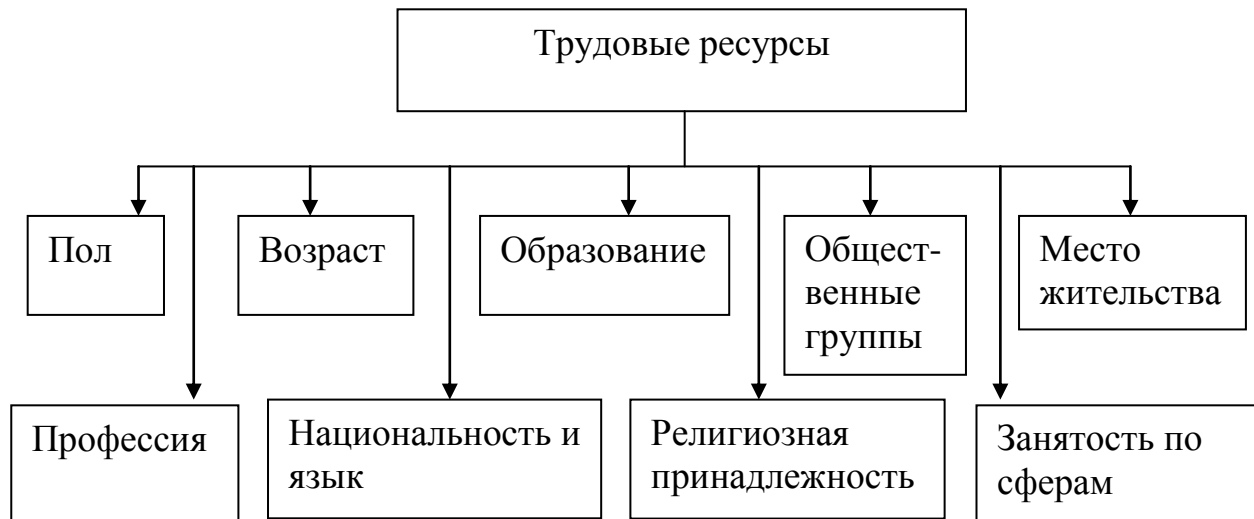 Трудовые ресурсы
Пол
Возраст
Образование
Общест-
венные
группы
Место
жительства
Профессия
Национальность и
язык
Религиозная
принадлежность
Занятость по
сферам